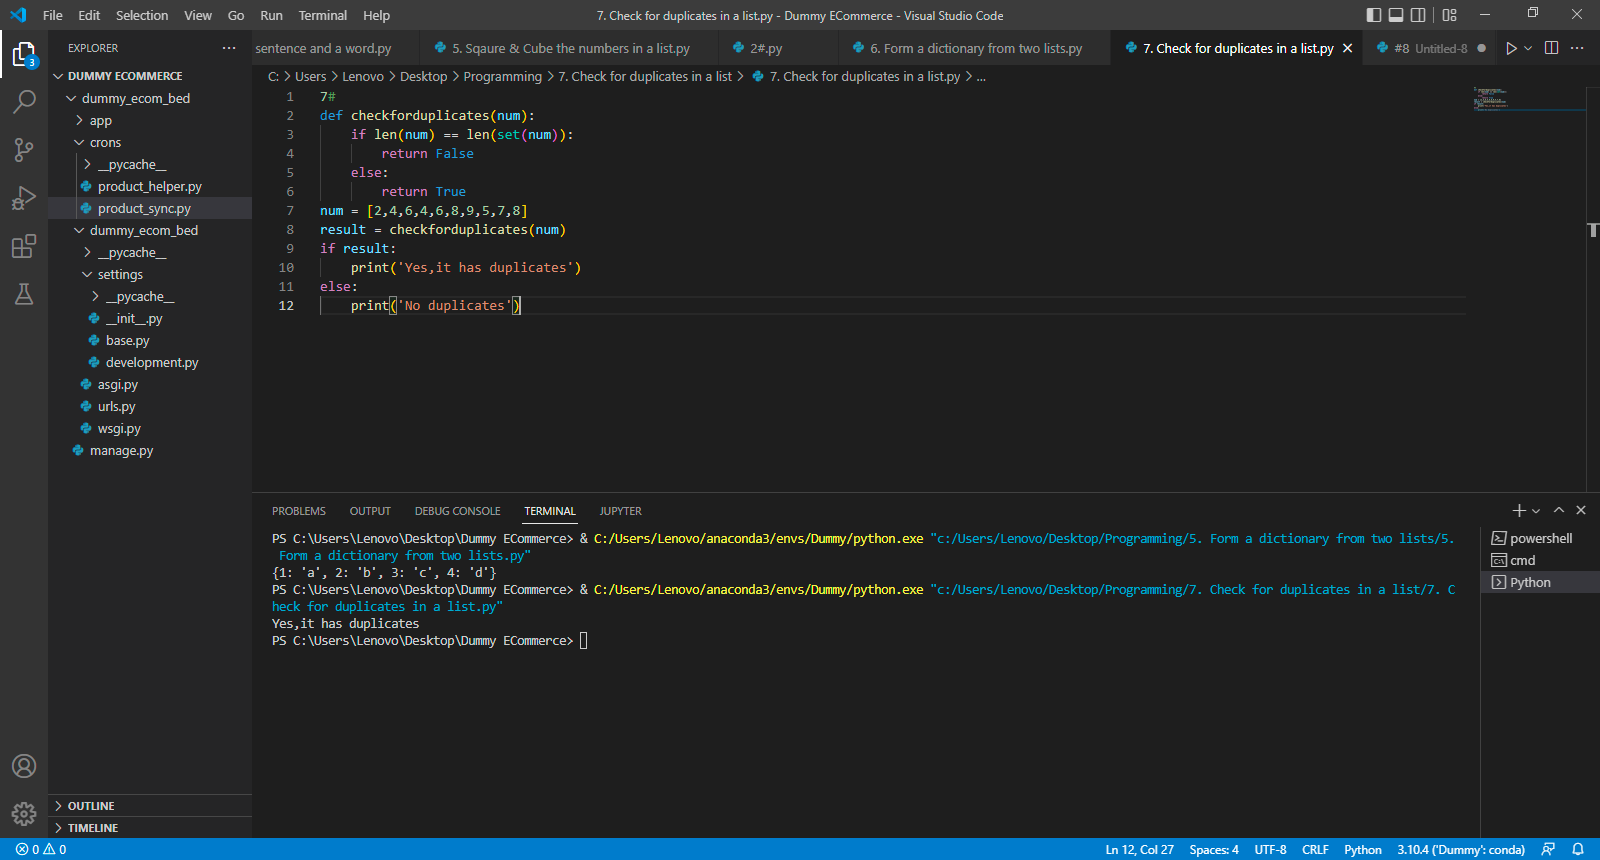 File Edit Selection View Go Run Terminal Help
7. Check for duplicates in a list.py - Dummy ECommerce - Visual Studio Code
3
EXPLORER
DUMMY ECOMMERCE
dummy_ecom_bed
app
crons
__pycache__
product_helper.py
product_sync.py
dummy_ecom_bed
__pycache__
settings
__pycache__
__init__.py
base.py
development.py
asgi.py
urls.py
wsgi.py
manage.py
OUTLINE
TIMELINE
sentence and a word.py
5. Sqaure & Cube the numbers in a list.py
2#.py
6. Form a dictionary from two lists.py
7. Check for duplicates in a list.py
#8 Untitled-8
C: > Users > Lenovo > Desktop > Programming > 7. Check for duplicates in a list > 7. Check for duplicates in a list.py > ...
1 7#
2 def checkforduplicates(num):
3 if len(num) == len(set(num)):
4 return False
5 else:
6 return True
7 num = [2,4,6,4,6,8,9,5,7,8]
8 result = checkforduplicates(num)
9 if result:
10 print('Yes,it has duplicates')
11 else:
12 print('No duplicates')
PROBLEMS OUTPUT DEBUG CONSOLE TERMINAL JUPYTER
PS C:\Users\Lenovo\Desktop\Dummy ECommerce> & C:/Users/Lenovo/anaconda3/envs/Dummy/python.exe "c:/Users/Lenovo/Desktop/Programming/5. Form a dictionary from two lists/5.
Form a dictionary from two lists.py"
{1: 'a', 2: 'b', 3: 'c', 4: 'd'}
PS C:\Users\Lenovo\Desktop\Dummy ECommerce> & C:/Users/Lenovo/anaconda3/envs/Dummy/python.exe "c:/Users/Lenovo/Desktop/Programming/7. Check for duplicates in a list/7. C
heck for duplicates in a list.py"
Yes,it has duplicates
PS C:\Users\Lenovo\Desktop\Dummy ECommerce>
powershell
cmd
Python
0 0
Ln 12, Col 27 Spaces: 4 UTF-8 CRLF Python 3.10.4 ('Dummy': conda)